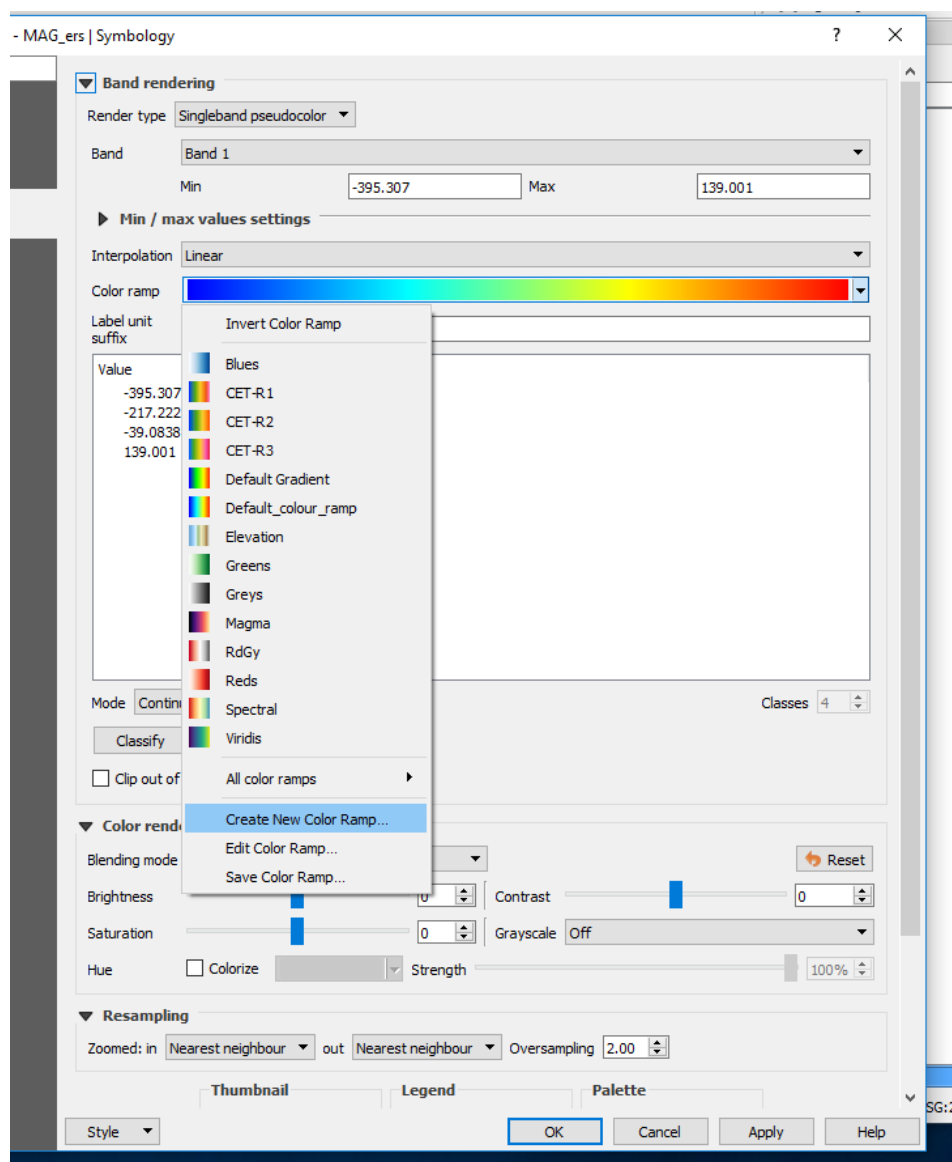 - MAG_ers | Symbology ? ×
Band rendering
Render type Singleband pseudocolor
Band Band 1
Min -395.307 Max 139.001
Min / max values settings
Interpolation Linear
Color ramp
Label unit
suffix
Invert Color Ramp
Value
-395.307
-217.222
-39.0838
139.001
Blues
CET-R1
CET-R2
CET-R3
Default Gradient
Default_colour_ramp
Elevation
Greens
Greys
Magma
RdGy
Reds
Spectral
Viridis
All color ramps
Create New Color Ramp...
Edit Color Ramp...
Save Color Ramp...
Mode Contin
Classes 4
Classify
Clip out of
Color rend
Blending mode
Reset
Brightness 0 Contrast 0
Saturation 0 Grayscale Off
Hue Colorize Strength 100%
Resampling
Zoomed: in Nearest neighbour out Nearest neighbour Oversampling 2.00
Thumbnail Legend Palette
SG:2
Style OK Cancel Apply Help